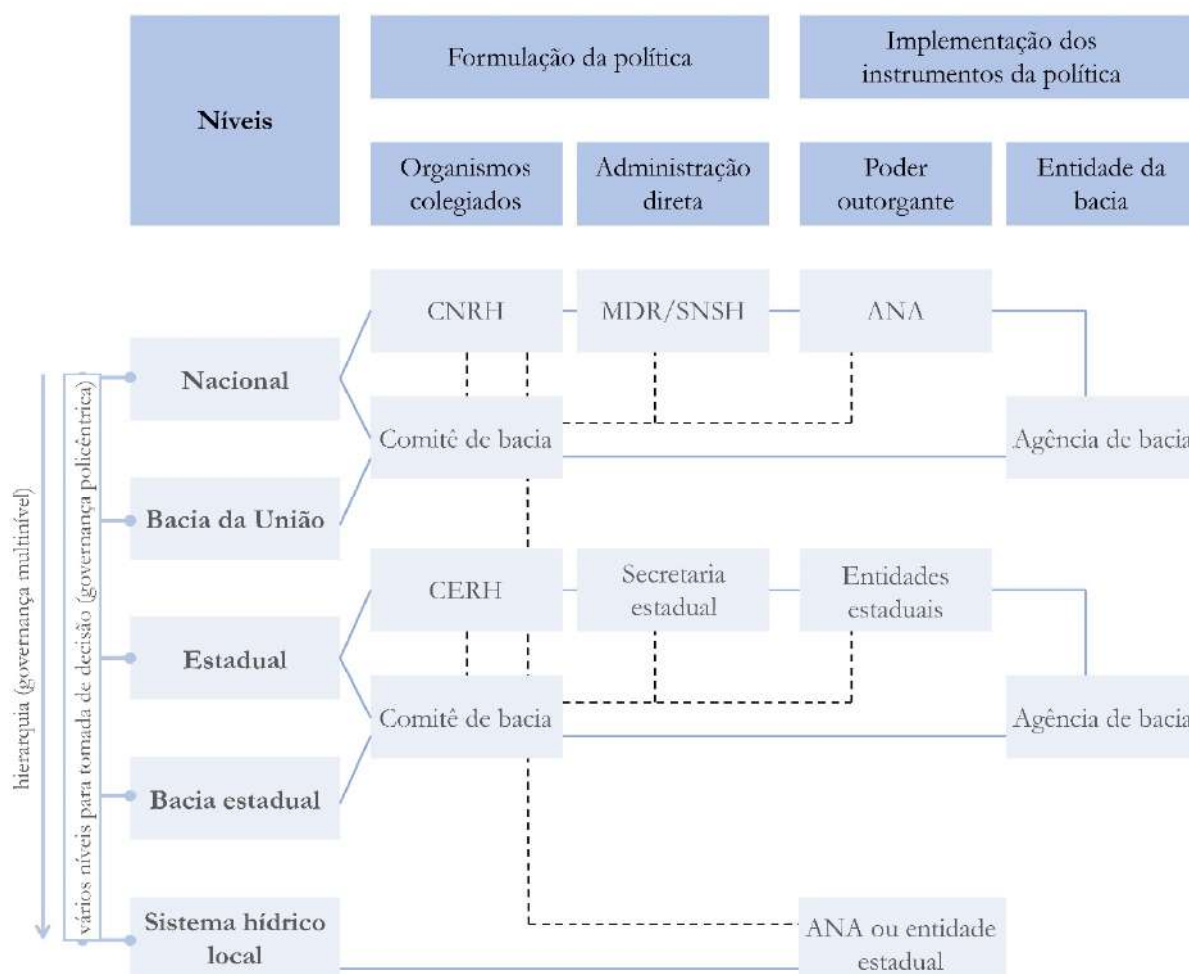 Níveis
Formulação da política
Implementação dos
instrumentos da política
Organismos
colegiados
Administração
direta
Poder
outorgante
Entidade da
bacia
CNRH
MDR/SNSH
ANA
Nacional
Comitê de bacia
Agência de bacia
Bacia da União
CERH
Secretaria
estadual
Entidades
estaduais
Estadual
Comitê de bacia
Agência de bacia
Bacia estadual
Sistema hídrico
local
ANA ou entidade
estadual
hierarquia (governança multinível)
vários níveis para tomada de decisão (governança policêntrica)